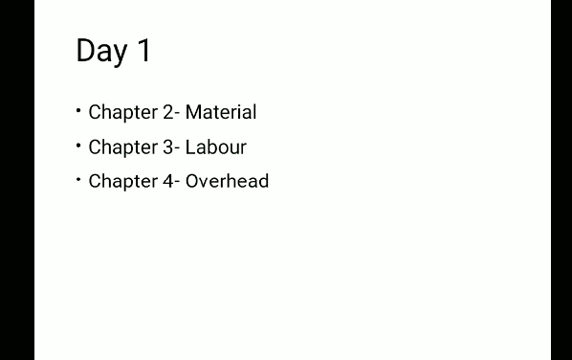 Day 1
• Chapter 2- Material
• Chapter 3- Labour
• Chapter 4- Overhead